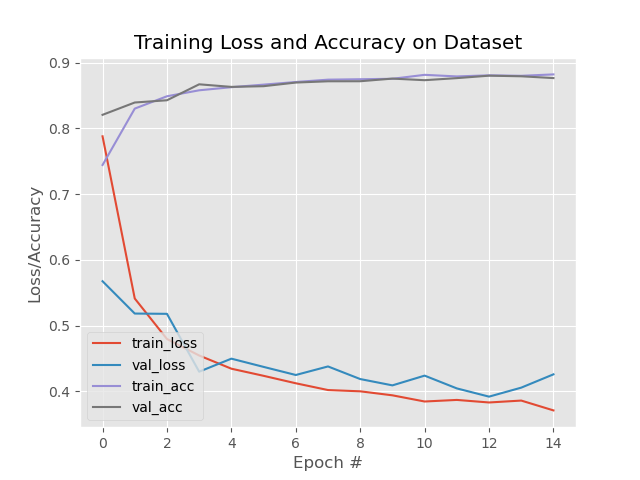 Training Loss and Accuracy on Dataset
0.9
0.8
0.7
0.6
0.5
0.4
Loss/Accuracy
train_loss
val_loss
train_acc
val_acc
0 2 4 6 8 10 12 14
Epoch #